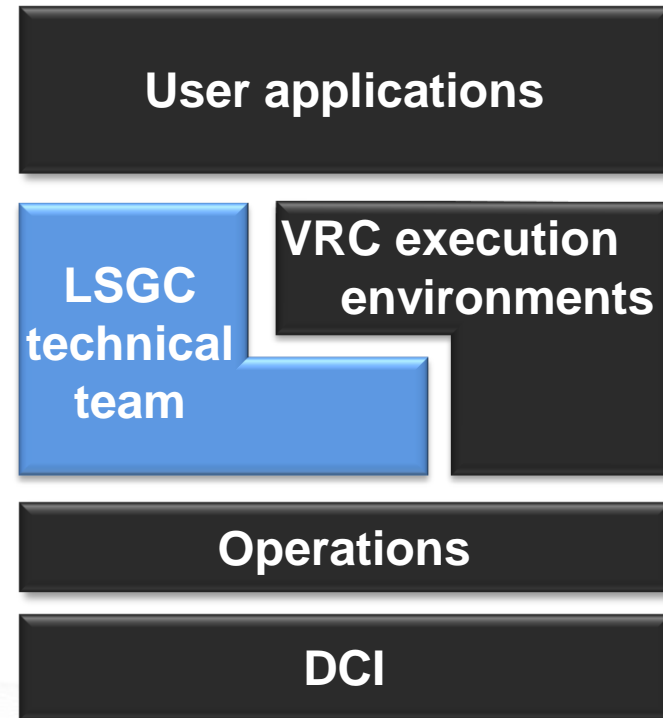 User applications
LSGC
technical
team
VRC execution
environments
Operations
DCI